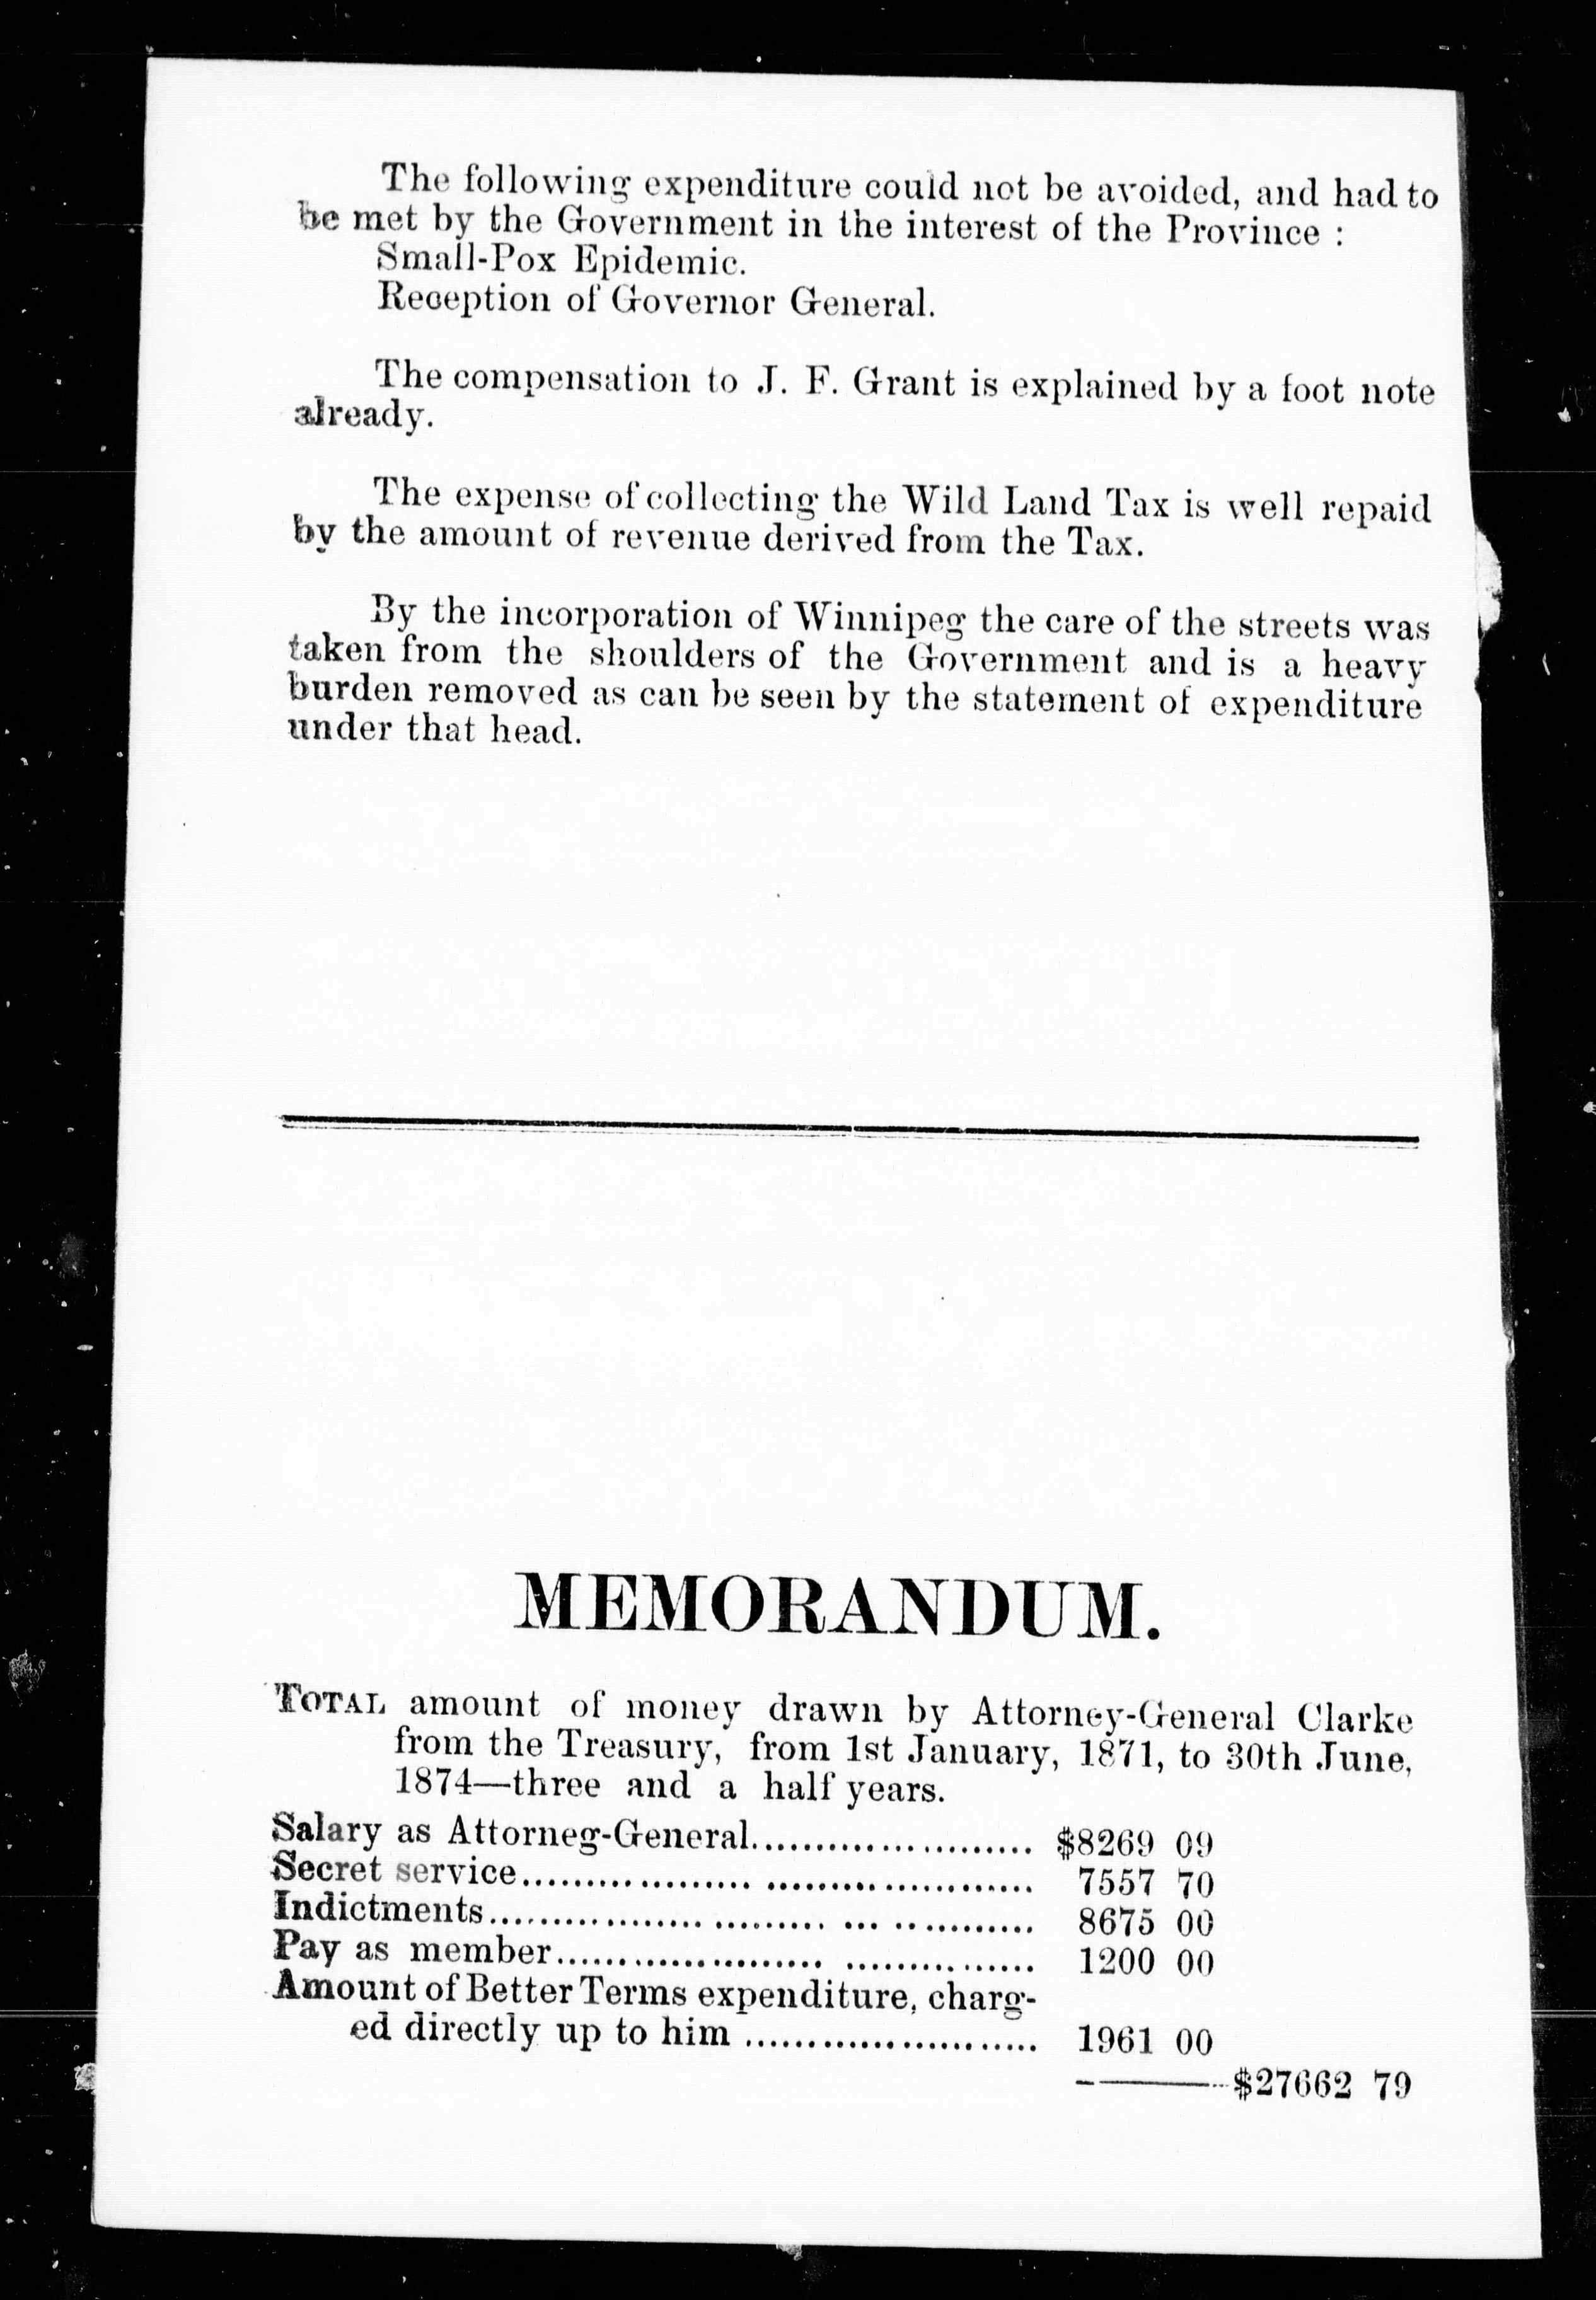 The following expenditure could not be avoided, and had to
be met by the Government in the interest of the Province :
Small-Pox Epidemic.
Reception of Governor General.
The compensation to J. F. Grant is explained by a foot note
already.
The expense of collecting the Wild Land Tax is well repaid
by the amount of revenue derived from the Tax.
By the incorporation of Winnipeg the care of the streets was
taken from the shoulders of the Government and is a heavy
burden removed as can be seen by the statement of expenditure
under that head.
MEMORANDUM.
TOTAL amount of money drawn by Attorney-General Clarke
from the Treasury, from 1st January, 1871, to 30th June,
1874—three and a half years.
Salary as Attorneg-General........................ $8269 09
Secret service........................................ 7557 70
Indictments........................................ 8675 00
Pay as member.................................... 1200 00
Amount of Better Terms expenditure, charg-
ed directly up to him ........................ 1961 00
$27662 79